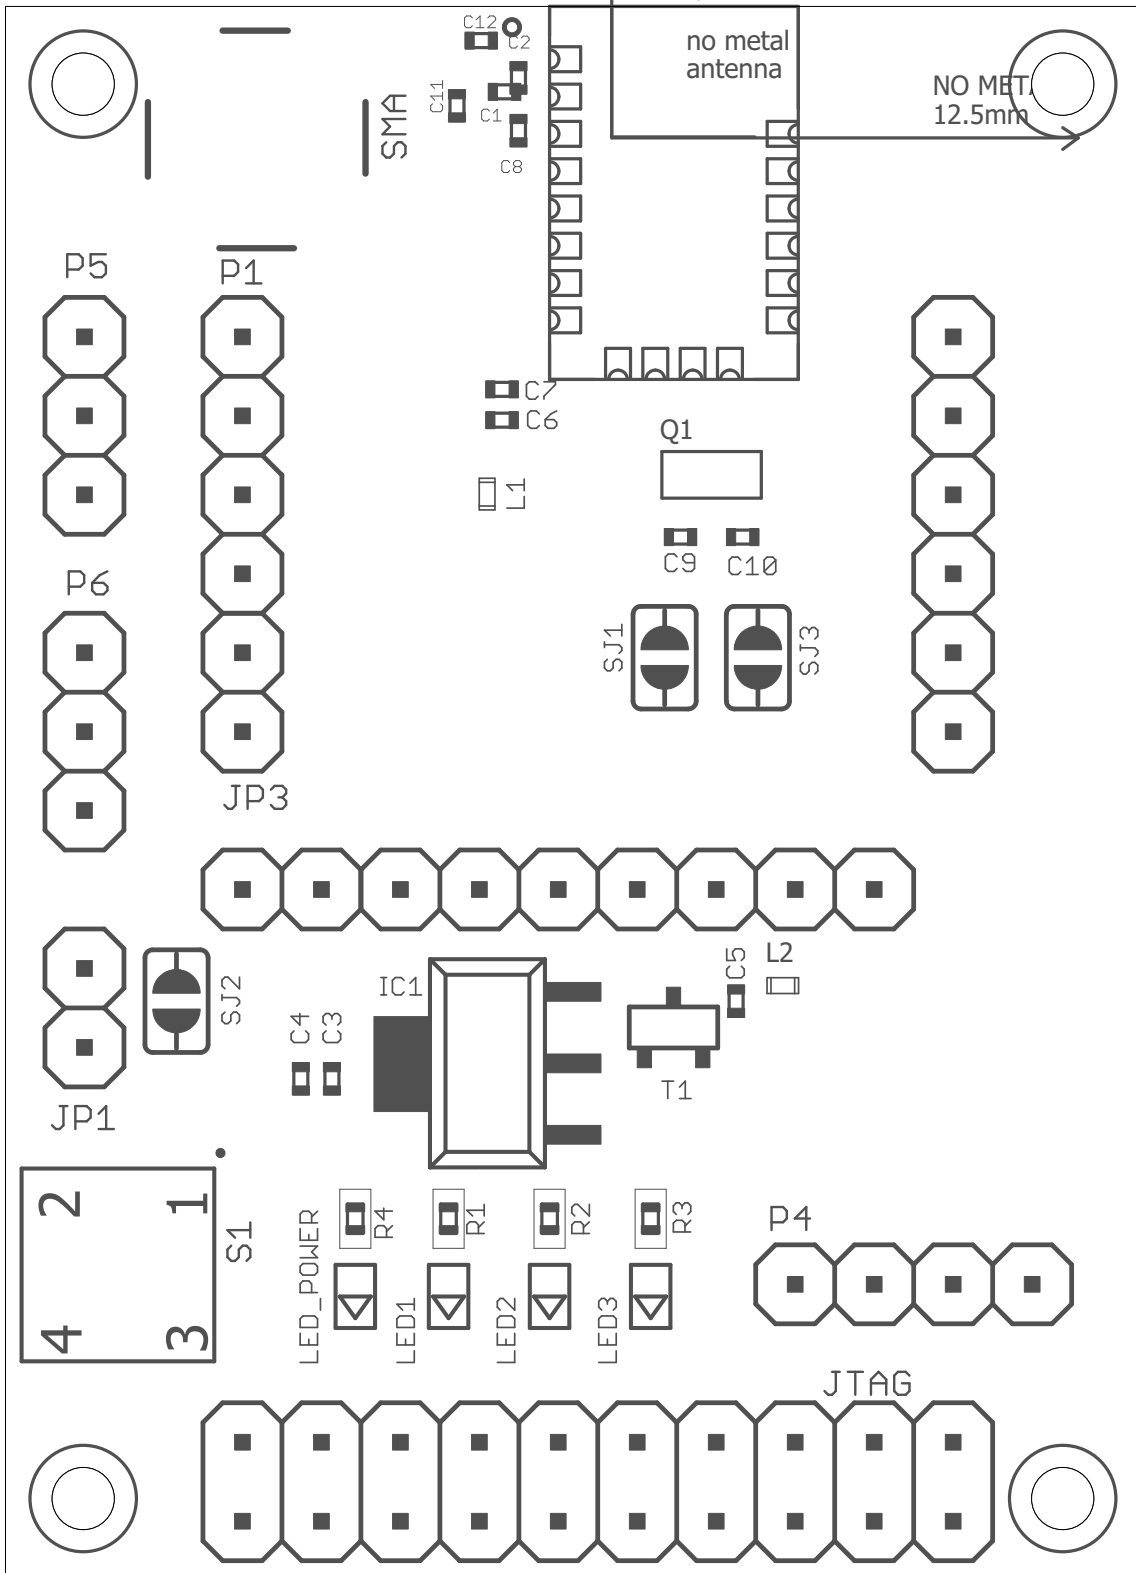 C12
C2
no metal
antenna
C11
SMA
C1
NO META
12.5mm
C8
P5
P1
C7
C6
Q1
L1
C9
C10
P6
SJ1
SJ3
JP3
C5
L2
IC1
SJ2
C4
C3
T1
JP1
2
1
S1
4
3
LED_POWER
R4
LED1
R1
LED2
R2
LED3
R3
P4
JTAG